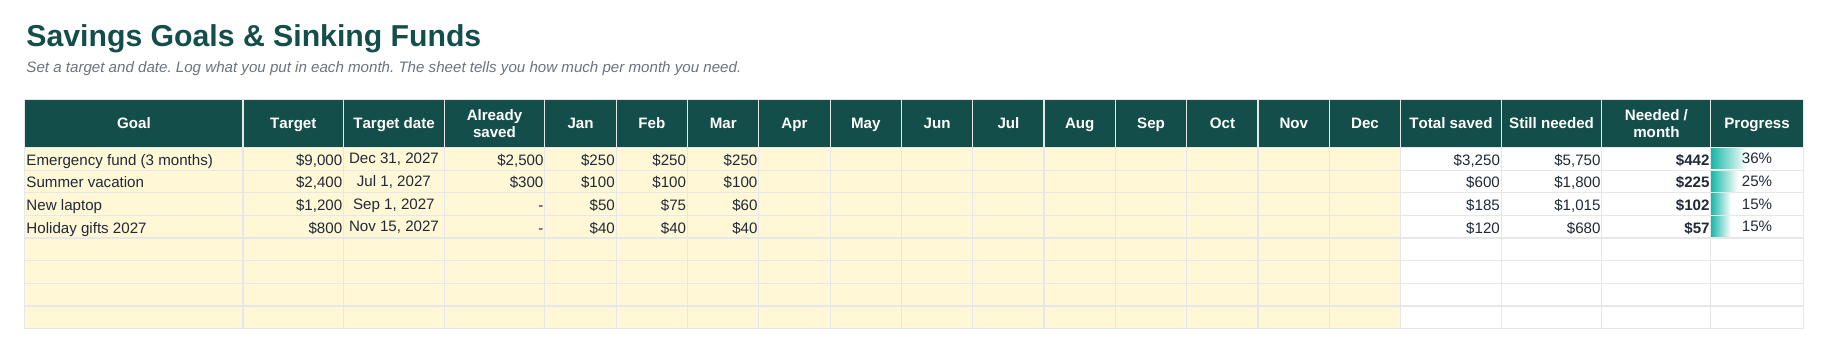 Savings Goals & Sinking Funds
Set a target and date. Log what you put in each month. The sheet tells you how much per month you need.
Goal Target Target date Already saved Jan Feb Mar Apr May Jun Jul Aug Sep Oct Nov Dec Total saved Still needed Needed / month Progress
Emergency fund (3 months) $9,000 Dec 31, 2027 $2,500 $250 $250 $250 $3,250 $5,750 $442 36%
Summer vacation $2,400 Jul 1, 2027 $300 $100 $100 $100 $600 $1,800 $225 25%
New laptop $1,200 Sep 1, 2027 - $50 $75 $60 $185 $1,015 $102 15%
Holiday gifts 2027 $800 Nov 15, 2027 - $40 $40 $40 $120 $680 $57 15%